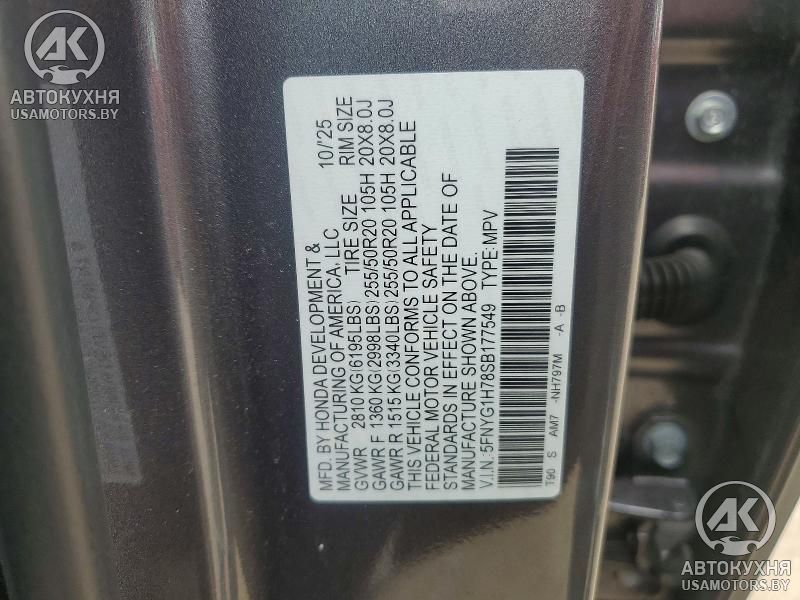 AK
АВТОКУХНЯ
USAMOTORS.BY
MFD. BY HONDA DEVELOPMENT & 10/'25
MANUFACTURING OF AMERICA, LLC
GVWR 2810 KG(6195LBS) TIRE SIZE RIM SIZE
GAWR F 1360 KG(2998LBS) 255/50R20 105H 20X8.0J
GAWR R 1515 KG(3340LBS) 255/50R20 105H 20X8.0J
THIS VEHICLE CONFORMS TO ALL APPLICABLE
FEDERAL MOTOR VEHICLE SAFETY
STANDARDS IN EFFECT ON THE DATE OF
MANUFACTURE SHOWN ABOVE.
V.I.N.:5FNYG1H78SB177549 TYPE:MPV
T90 S AM7 -NH797M -A -B
AK
АВТОКУХНЯ
USAMOTORS.BY